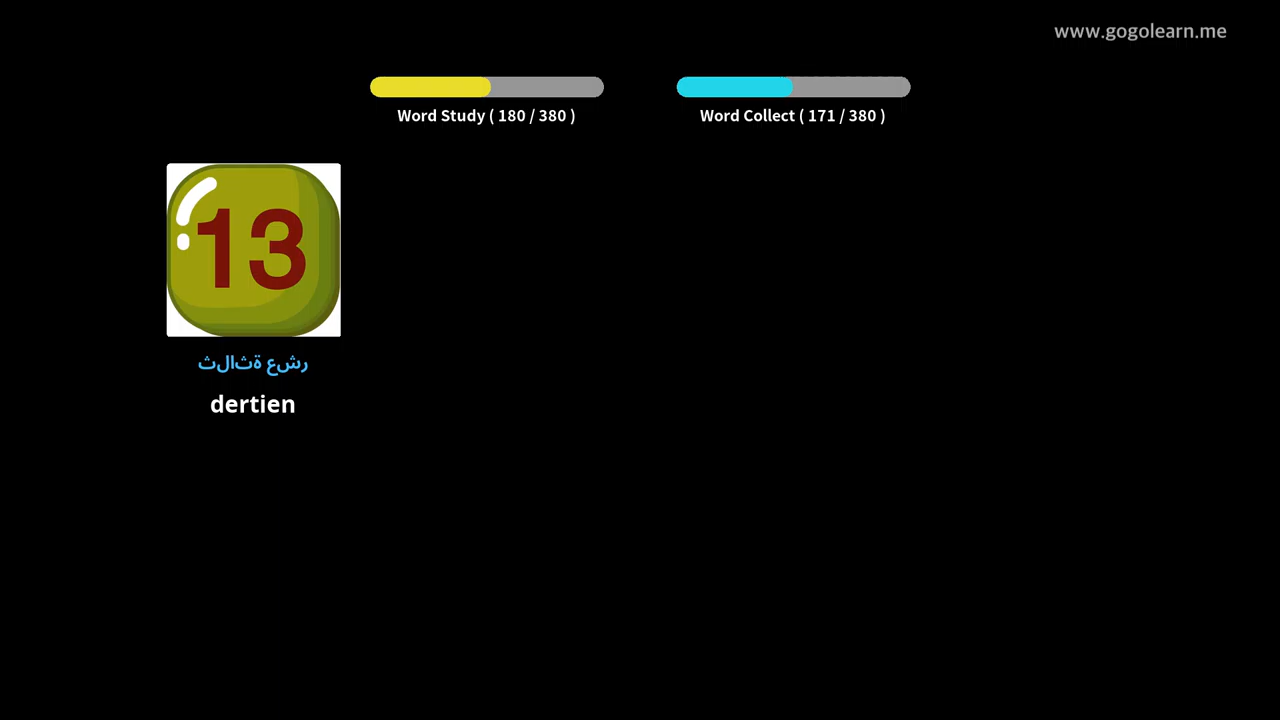 www.gogolearn.me
Word Study ( 180 / 380 )
Word Collect ( 171 / 380 )
13
رشع ةثالث
dertien